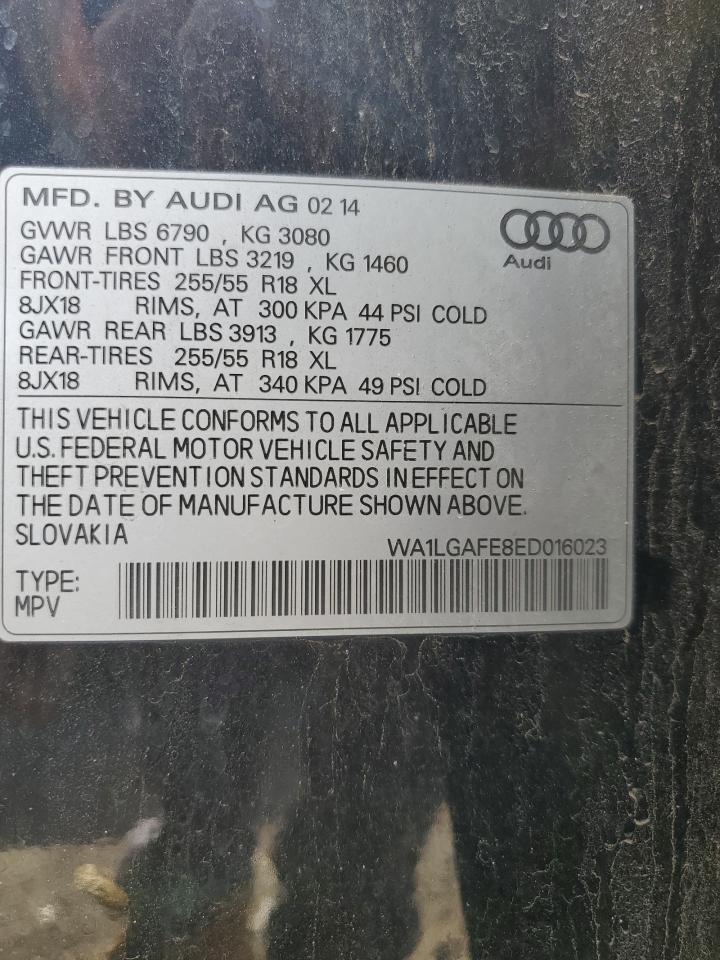 MFD. BY AUDI AG 02 14
GVWR LBS 6790 , KG 3080
GAWR FRONT LBS 3219 , KG 1460
FRONT-TIRES 255/55 R18 XL
8JX18 RIMS, AT 300 KPA 44 PSI COLD
GAWR REAR LBS 3913 , KG 1775
REAR-TIRES 255/55 R18 XL
8JX18 RIMS, AT 340 KPA 49 PSI COLD
Audi
THIS VEHICLE CONFORMS TO ALL APPLICABLE
U.S. FEDERAL MOTOR VEHICLE SAFETY AND
THEFT PREVENTION STANDARDS IN EFFECT ON
THE DATE OF MANUFACTURE SHOWN ABOVE.
SLOVAKIA
WA1LGAFE8ED016023
TYPE:
MPV